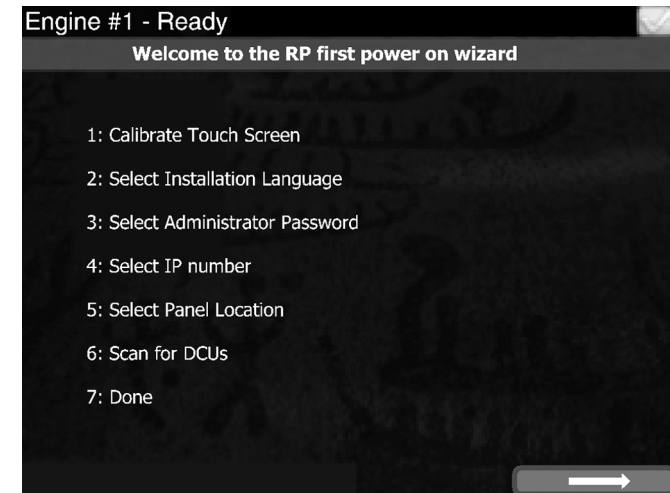 Engine #1 - Ready
Welcome to the RP first power on wizard
1: Calibrate Touch Screen
2: Select Installation Language
3: Select Administrator Password
4: Select IP number
5: Select Panel Location
6: Scan for DCUs
7: Done